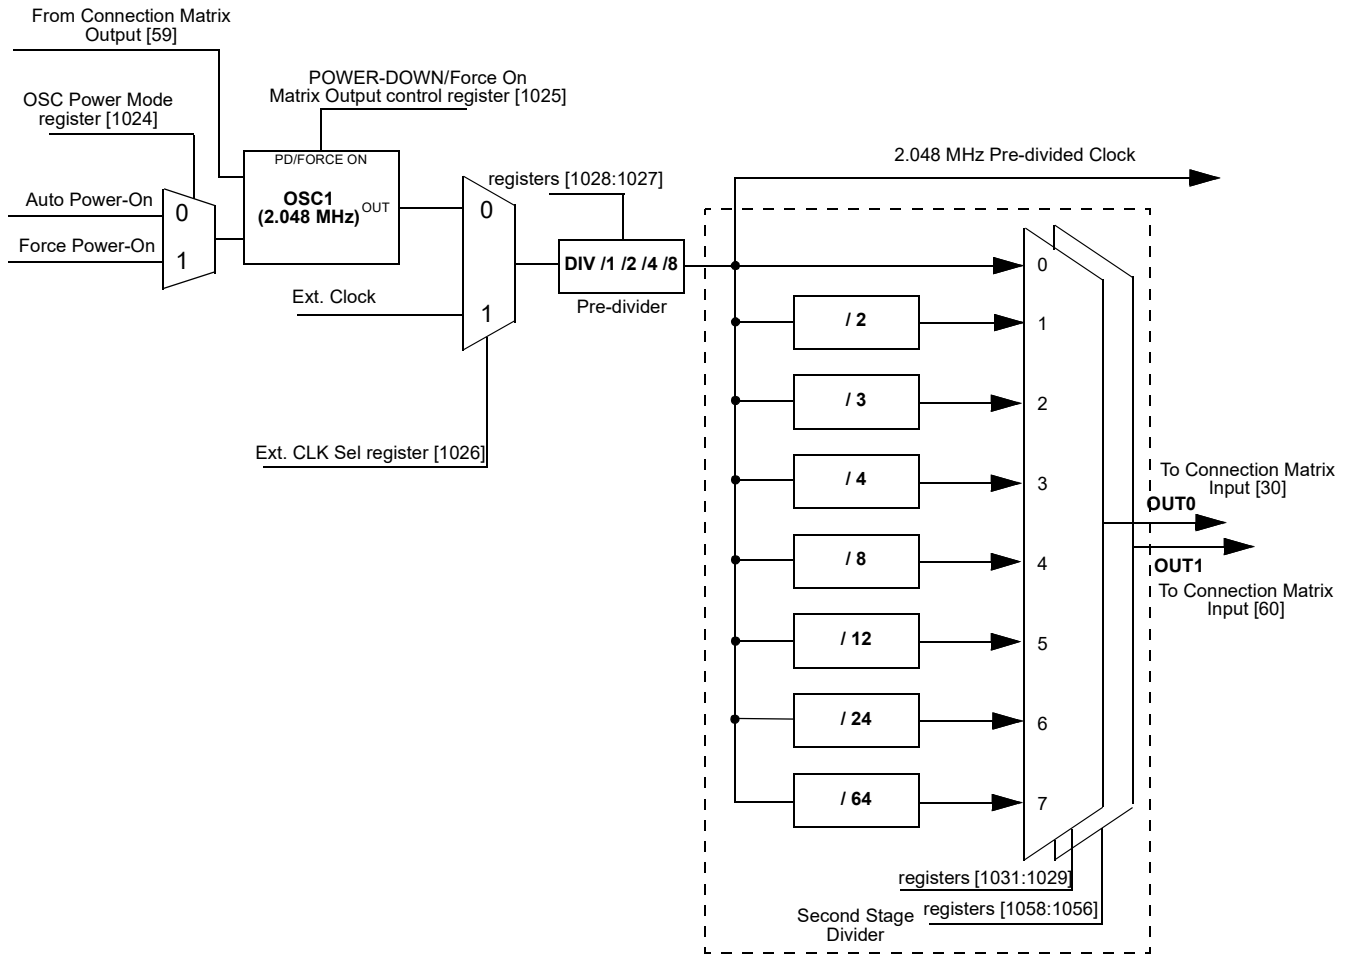 From Connection Matrix
Output [59]
POWER-DOWN/Force On
Matrix Output control register [1025]
OSC Power Mode
register [1024]
PD/FORCE ON
OSC1
(2.048 MHz)
OUT
Auto Power-On
Force Power-On
0
1
Ext. Clock
0
1
Ext. CLK Sel register [1026]
registers [1028:1027]
DIV /1 /2 /4 /8
Pre-divider
2.048 MHz Pre-divided Clock
0
/ 2
1
/ 3
2
/ 4
3
/ 8
4
/ 12
5
/ 24
6
/ 64
7
To Connection Matrix
Input [30]
OUT0
OUT1
To Connection Matrix
Input [60]
registers [1031:1029]
registers [1058:1056]
Second Stage
Divider